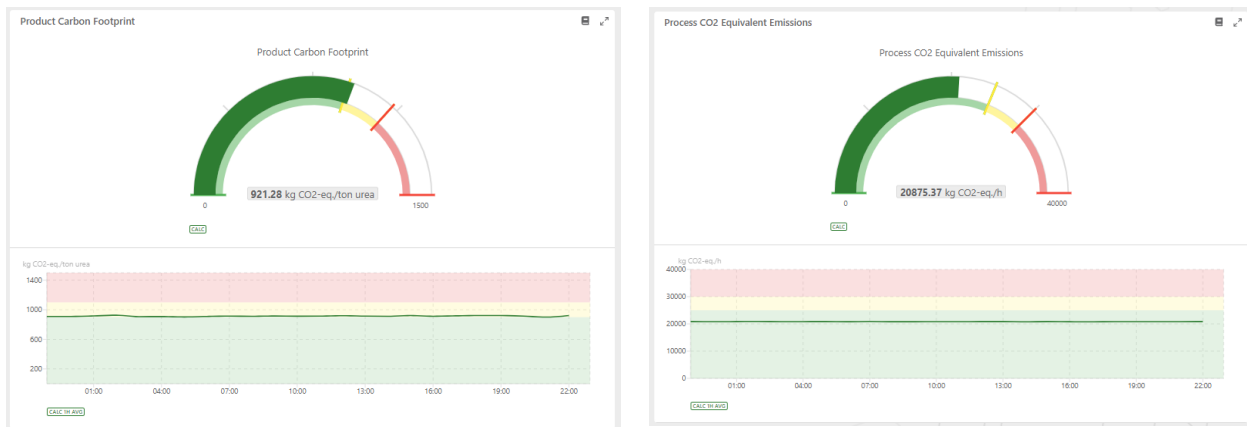 Product Carbon Footprint
Product Carbon Footprint
921.28 kg CO2-eq./ton urea
0
1500
CALC
kg CO2-eq./ton urea
1400
1000
600
200
01:00 04:00 07:00 10:00 13:00 16:00 19:00 22:00
CALC 1H AVG
Process CO2 Equivalent Emissions
Process CO2 Equivalent Emissions
20875.37 kg CO2-eq./h
0
40000
CALC
kg CO2-eq./h
40000
30000
20000
10000
0
01:00 04:00 07:00 10:00 13:00 16:00 19:00 22:00
CALC 1H AVG